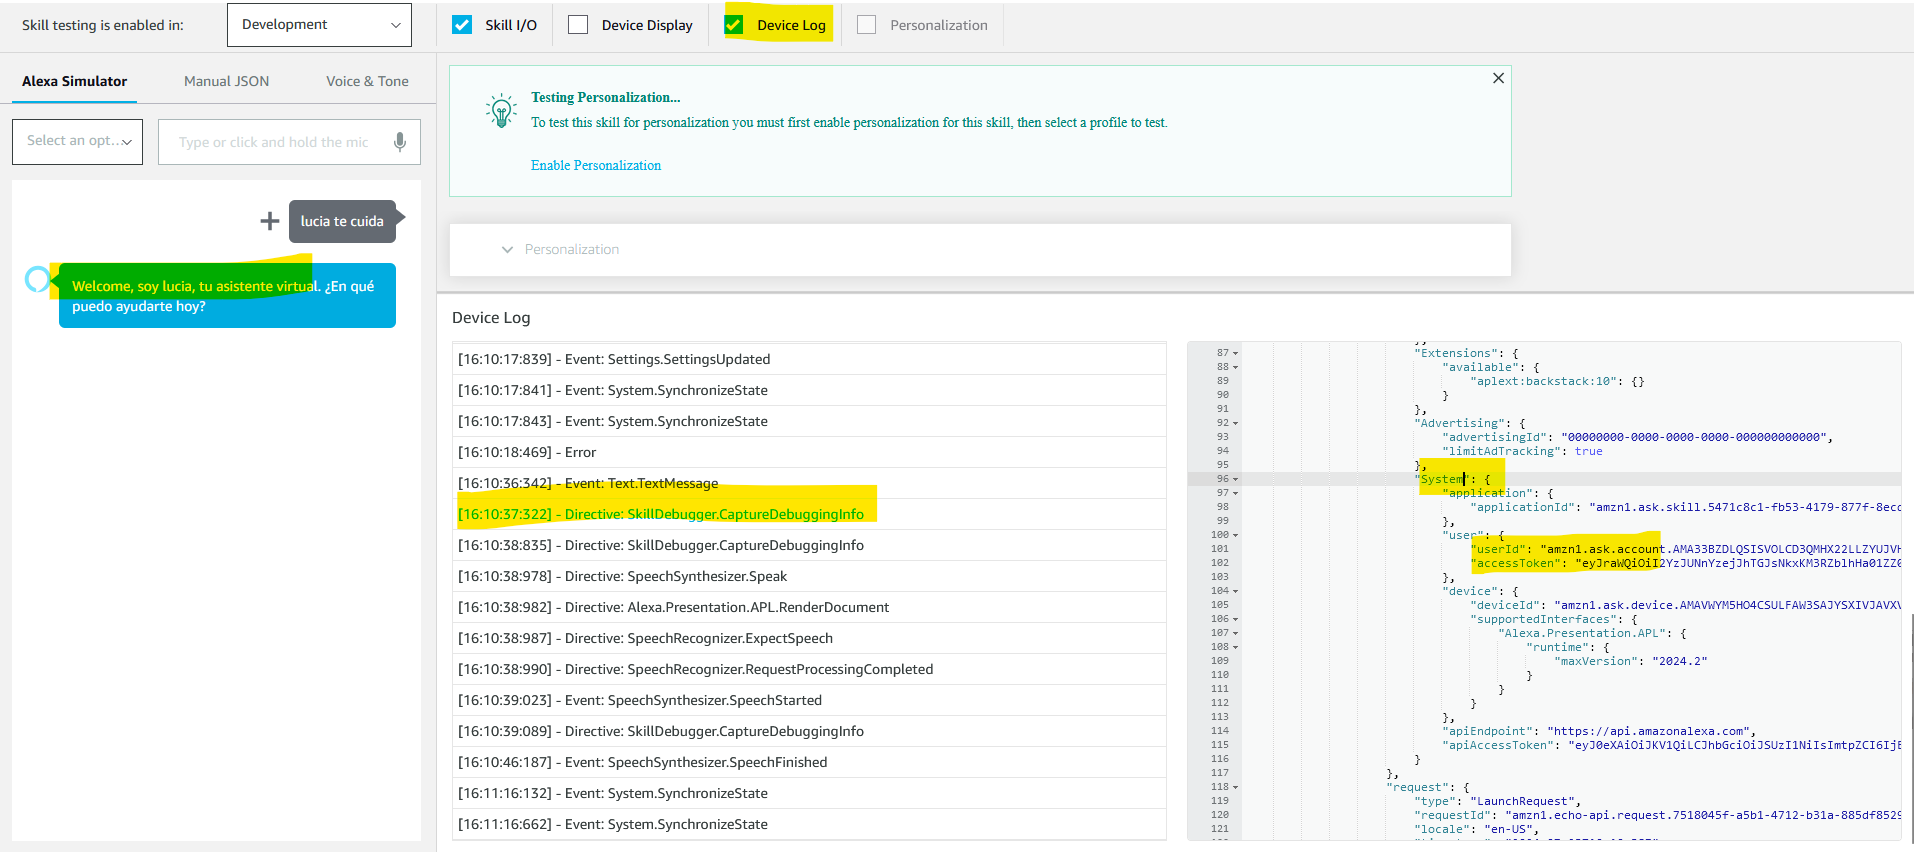 Skill testing is enabled in:
Development
Skill I/O
Device Display
Device Log
Personalization
Alexa Simulator
Manual JSON
Voice & Tone
Select an opt...
Type or click and hold the mic
lucia te cuida
Welcome, soy lucia, tu asistente virtual. ¿En qué
puedo ayudarte hoy?
Testing Personalization...
To test this skill for personalization you must first enable personalization for this skill, then select a profile to test.
Enable Personalization
Personalization
Device Log
[16:10:17:839] - Event: Settings.SettingsUpdated
[16:10:17:841] - Event: System.SynchronizeState
[16:10:17:843] - Event: System.SynchronizeState
[16:10:18:469] - Error
[16:10:36:342] - Event: Text.TextMessage
[16:10:37:322] - Directive: SkillDebugger.CaptureDebuggingInfo
[16:10:38:835] - Directive: SkillDebugger.CaptureDebuggingInfo
[16:10:38:978] - Directive: SpeechSynthesizer.Speak
[16:10:38:982] - Directive: Alexa.Presentation.APL.RenderDocument
[16:10:38:987] - Directive: SpeechRecognizer.ExpectSpeech
[16:10:38:990] - Directive: SpeechRecognizer.RequestProcessingCompleted
[16:10:39:023] - Event: SpeechSynthesizer.SpeechStarted
[16:10:39:089] - Directive: SkillDebugger.CaptureDebuggingInfo
[16:10:46:187] - Event: SpeechSynthesizer.SpeechFinished
[16:11:16:132] - Event: System.SynchronizeState
[16:11:16:662] - Event: System.SynchronizeState
87 "Extensions": {
88 "available": {
89 "aplext:backstack:10": {}
90 }
91 },
92 "Advertising": {
93 "advertisingId": "00000000-0000-0000-0000-000000000000",
94 "limitAdTracking": true
95 },
96 "System": {
97 "application": {
98 "applicationId": "amzn1.ask.skill.5471c8c1-fb53-4179-877f-8ecc
99 },
100 "user": {
101 "userId": "amzn1.ask.account.AMA33BZDLQSISVOLCD3QMHX22LLZYUJVH
102 "accessToken": "eyJraWQiOiI2YzJUNnYzejJhTGJsNkxKM3RZblhHa01ZZ0
103 },
104 "device": {
105 "deviceId": "amzn1.ask.device.AMAVWYM5HO4CSULFAW3SAJYSXIVJAVXV
106 "supportedInterfaces": {
107 "Alexa.Presentation.APL": {
108 "runtime": {
109 "maxVersion": "2024.2"
110 }
111 }
112 }
113 },
114 "apiEndpoint": "https://api.amazonalexa.com",
115 "apiAccessToken": "eyJ0eXAiOiJKV1QiLCJhbGciOiJSUzI1NiIsImtpZCI6IjE
116 }
117 },
118 "request": {
119 "type": "LaunchRequest",
120 "requestId": "amzn1.echo-api.request.7518045f-a5b1-4712-b31a-885df8529
121 "locale": "en-US",